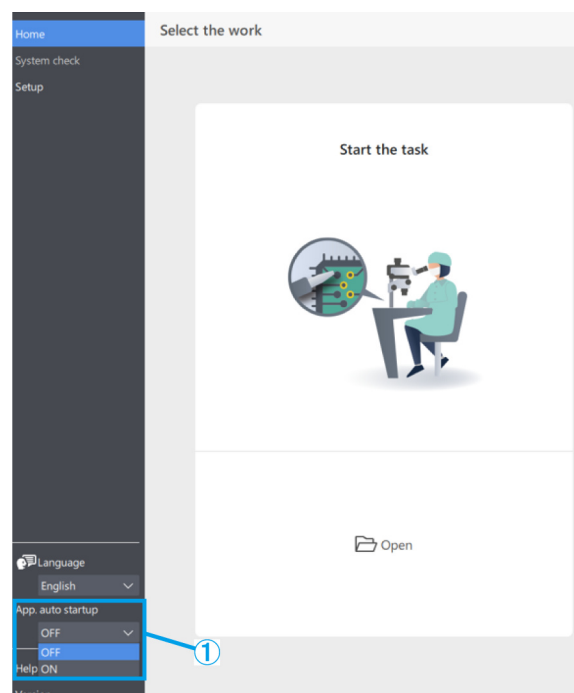 Home
Select the work
System check
Setup
Start the task
Open
Language
English
App. auto startup
OFF
OFF
Help ON
①